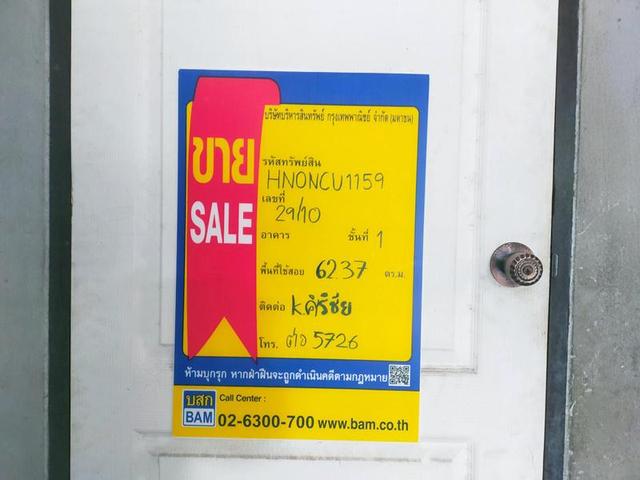 บริษัทบริหารสินทรัพย์ กรุงเทพพาณิชย์ จำกัด (มหาชน)
ขาย
SALE
รหัสทรัพย์สิน
HNONCU1159
เลขที่
29/10
อาคาร ชั้นที่ 1
พื้นที่ใช้สอย 62.37 ตร.ม.
ติดต่อ K.ศิริชัย
โทร. ต่อ 5726
ห้ามบุกรุก หากฝ่าฝืนจะถูกดำเนินคดีตามกฎหมาย
บสก
BAM
Call Center :
02-6300-700 www.bam.co.th